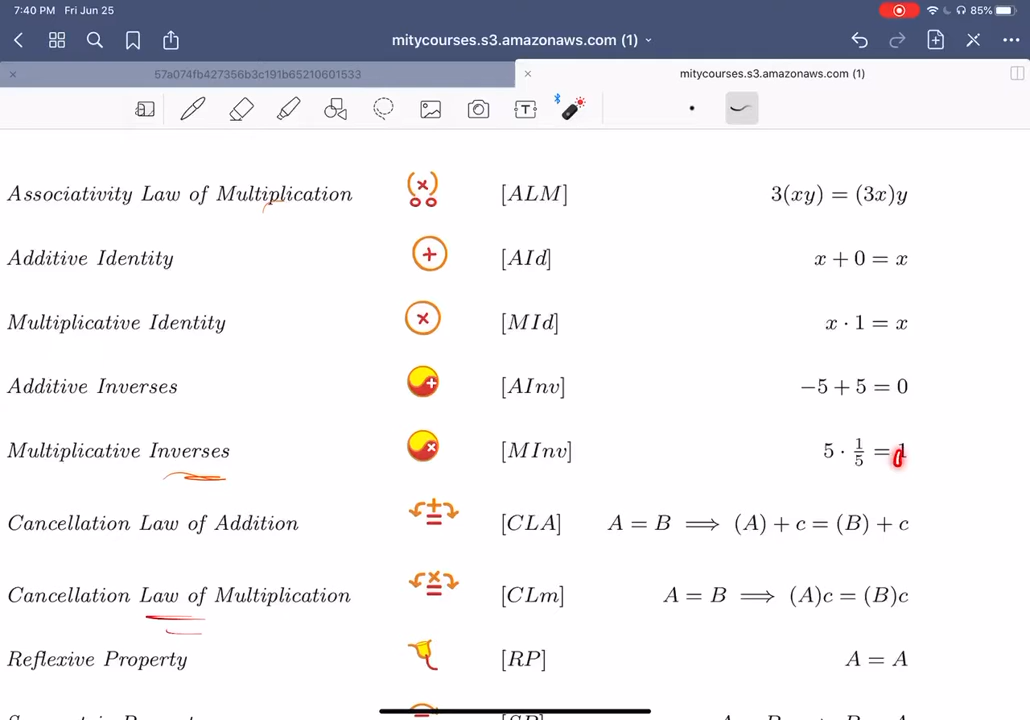 7:40 PM Fri Jun 25 85%
mitycourses.s3.amazonaws.com (1)
57a074fb427356b3c191b65210601533 mitycourses.s3.amazonaws.com (1)
Associativity Law of Multiplication [ALM] 3(xy) = (3x)y
Additive Identity [AId] x + 0 = x
Multiplicative Identity [MId] x · 1 = x
Additive Inverses [AInv] −5 + 5 = 0
Multiplicative Inverses [MInv] 5 · 1/5 = 1
Cancellation Law of Addition [CLA] A = B ⟹ (A) + c = (B) + c
Cancellation Law of Multiplication [CLm] A = B ⟹ (A)c = (B)c
Reflexive Property [RP] A = A